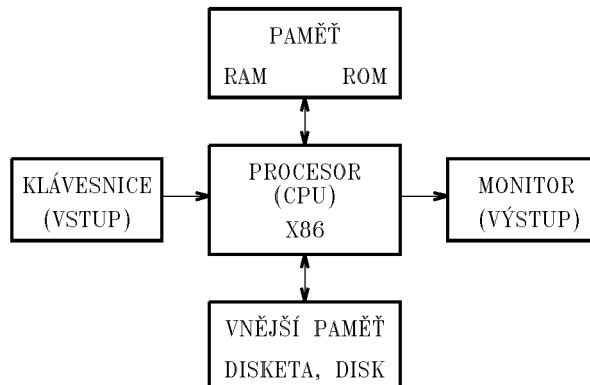 PAMĚŤ
RAM ROM
KLÁVESNICE
(VSTUP)
PROCESOR
(CPU)
X86
MONITOR
(VÝSTUP)
VNĚJŠÍ PAMĚŤ
DISKETA, DISK